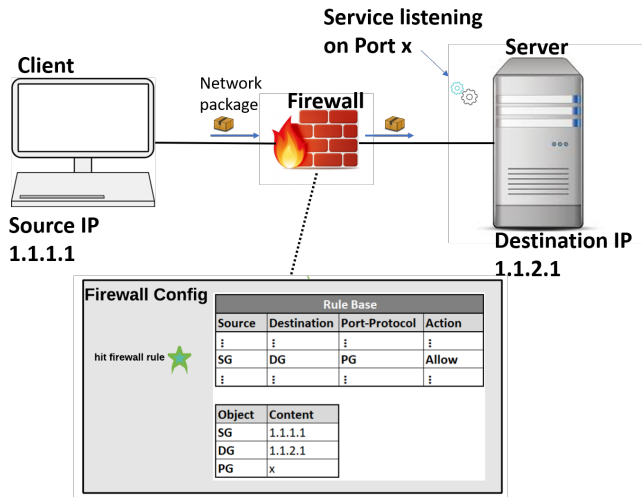 Service listening
on Port x
Server
Client
Network
package
Firewall
Source IP
1.1.1.1
Destination IP
1.1.2.1
Firewall Config
hit firewall rule
Rule Base
Source Destination Port-Protocol Action
⋮ ⋮ ⋮ ⋮
SG DG PG Allow
⋮ ⋮ ⋮ ⋮
Object Content
SG 1.1.1.1
DG 1.1.2.1
PG x